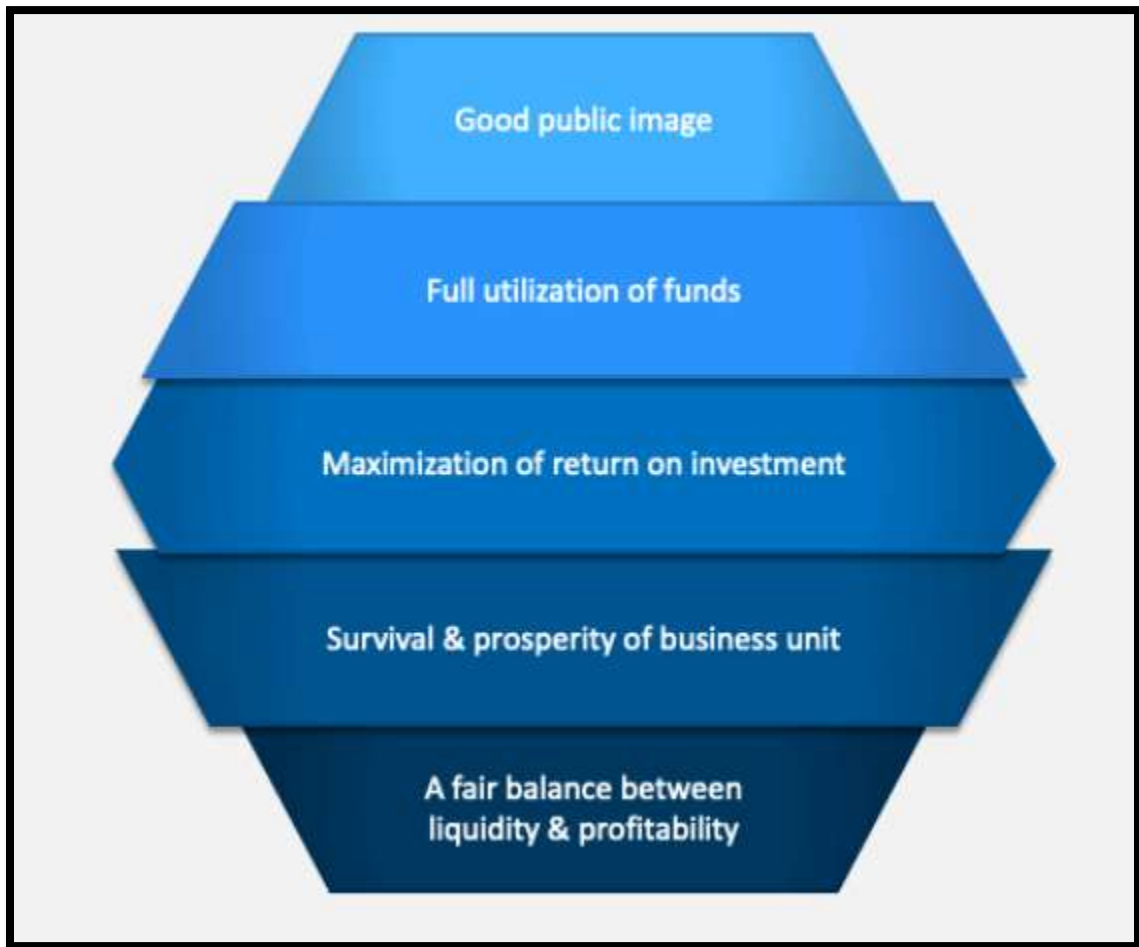 Good public image
Full utilization of funds
Maximization of return on investment
Survival & prosperity of business unit
A fair balance between
liquidity & profitability